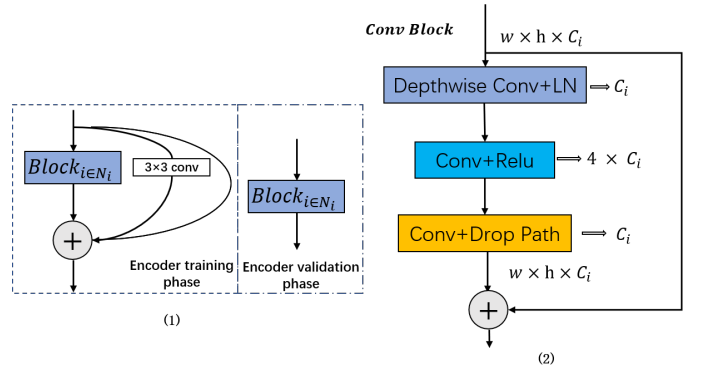 Block_{i∈N_i}
3×3 conv
+
Encoder training
phase
Block_{i∈N_i}
Encoder validation
phase
(1)
Conv Block
w × h × C_i
Depthwise Conv+LN
⇒ C_i
Conv+Relu
⇒ 4 × C_i
Conv+Drop Path
⇒ C_i
w × h × C_i
+
(2)